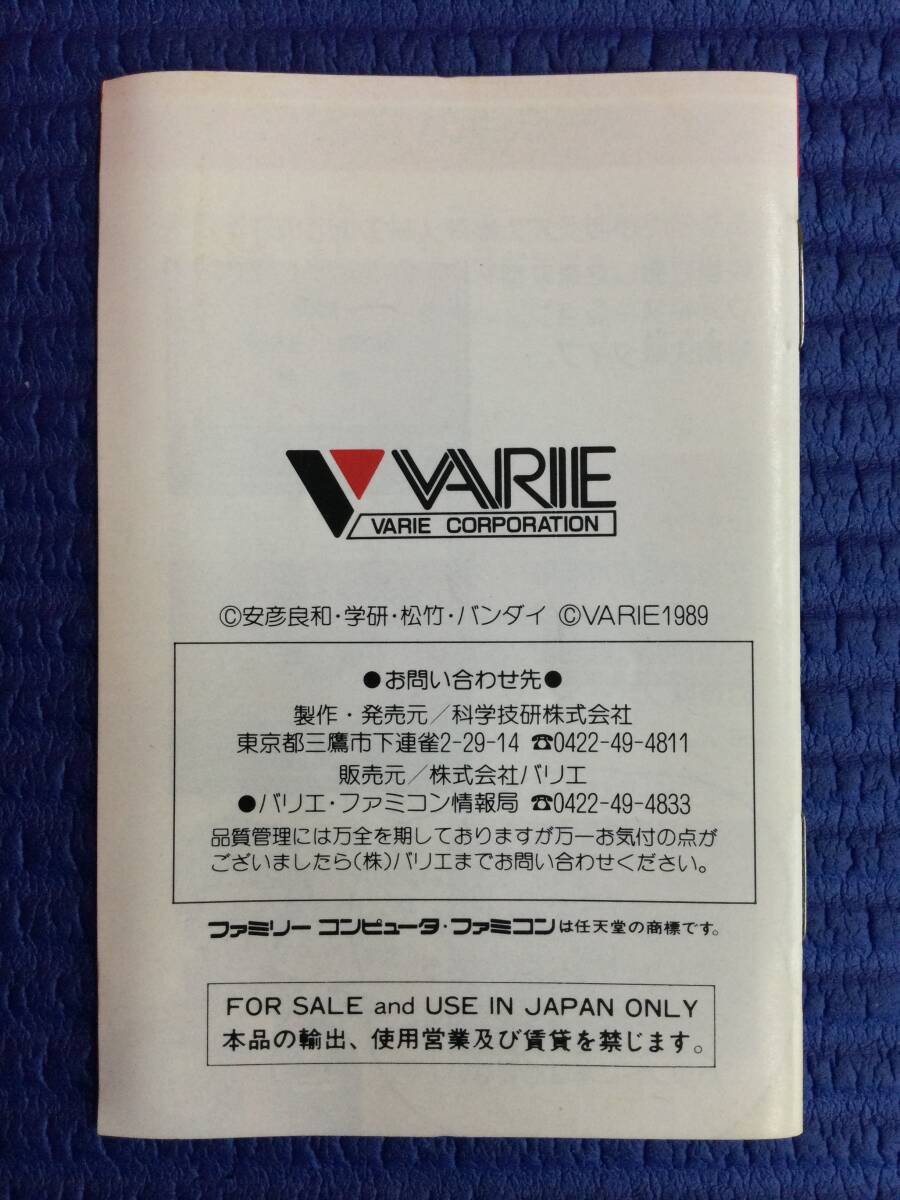 VARIE
VARIE CORPORATION
©安彦良和・学研・松竹・バンダイ ©VARIE1989
●お問い合わせ先●
製作・発売元/科学技研株式会社
東京都三鷹市下連雀2-29-14 ☎0422-49-4811
販売元/株式会社バリエ
●バリエ・ファミコン情報局 ☎0422-49-4833
品質管理には万全を期しておりますが万一お気付の点が
ございましたら(株)バリエまでお問い合わせください。
ファミリー コンピュータ・ファミコンは任天堂の商標です。
FOR SALE and USE IN JAPAN ONLY
本品の輸出、使用営業及び賃貸を禁じます。